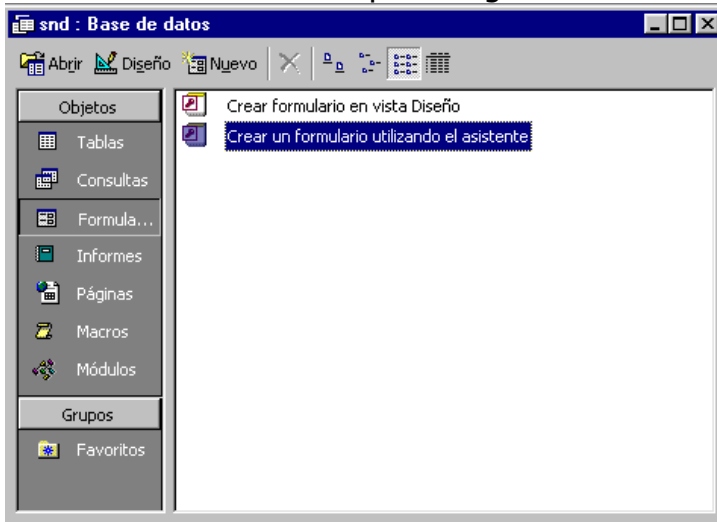 snd : Base de datos
Abrir Diseño Nuevo
Objetos
Tablas
Consultas
Formula...
Informes
Páginas
Macros
Módulos
Grupos
Favoritos
Crear formulario en vista Diseño
Crear un formulario utilizando el asistente